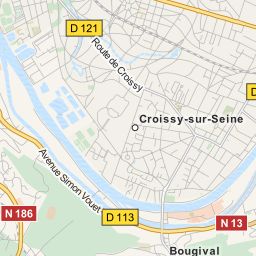 D 121
Route de Croissy
D
Croissy-sur-Seine
Avenue Simon Vouet
N 186
D 113
N 13
Bougival